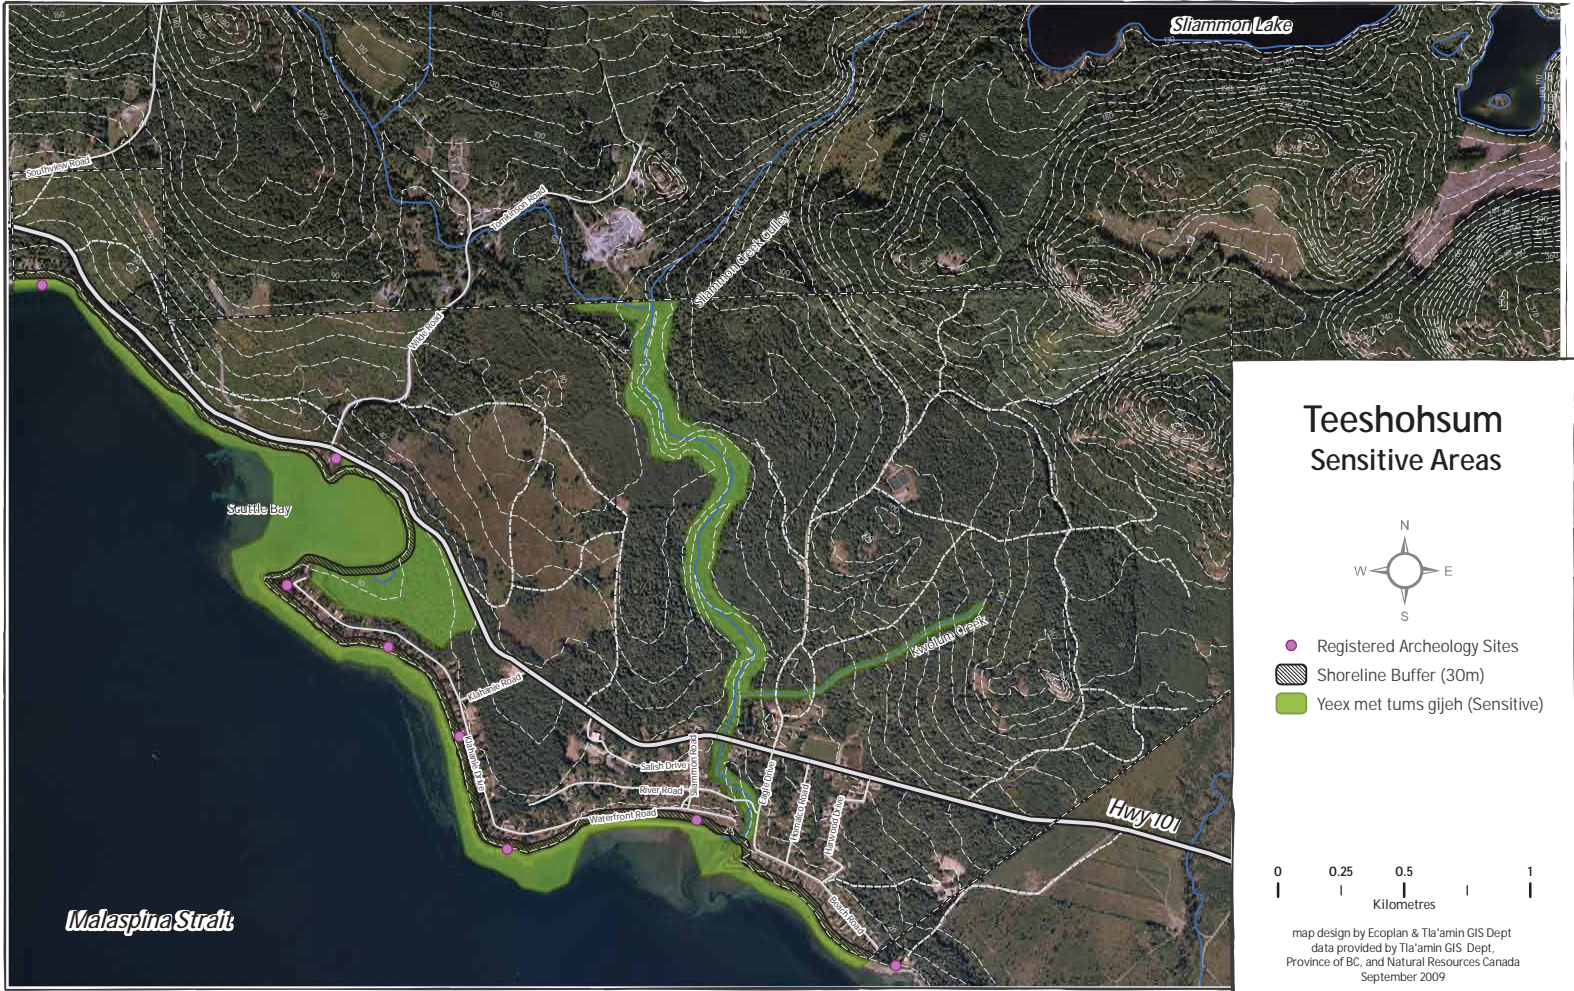 Sliammon Lake
Southview Road
Tomkinson Road
Sliammon Creek Gulley
Wilde Road
Scuttle Bay
Kwolum Creek
Klahanie Road
Klahanie Drive
Salish Drive
Sliammon Road
River Road
Waterfront Road
Eagle Drive
Homalco Road
Harwood Drive
Beach Road
Hwy 101
Malaspina Strait
Teeshohsum
Sensitive Areas
N
W E
S
Registered Archeology Sites
Shoreline Buffer (30m)
Yeex met tums gijeh (Sensitive)
0 0.25 0.5 1
Kilometres
map design by Ecoplan & Tla'amin GIS Dept
data provided by Tla'amin GIS Dept,
Province of BC, and Natural Resources Canada
September 2009